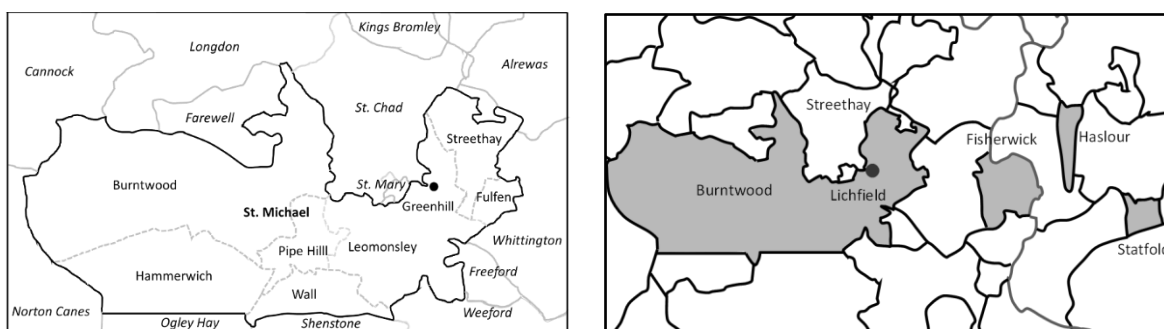 Kings Bromley
Longdon
Alrewas
Cannock
St. Chad
Farewell
Streethay
Burntwood
St. Mary
Fulfen
Greenhill
St. Michael
Whittington
Pipe Hilll
Leomonsley
Hammerwich
Freeford
Wall
Norton Canes
Weeford
Ogley Hay
Shenstone
Streethay
Fisherwick
Haslour
Burntwood
Lichfield
Statfold